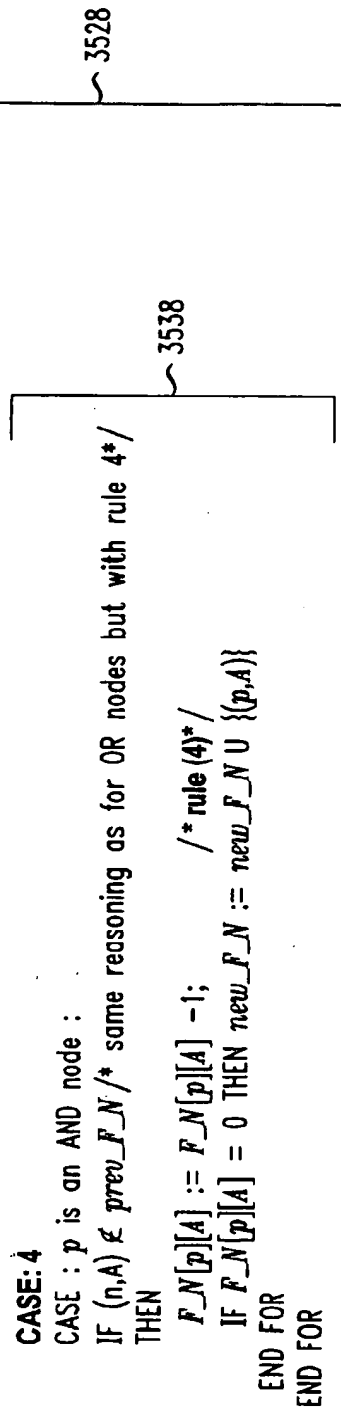 CASE: 4
CASE : p is an AND node :
IF (n,A) ∉ prev_F_N /* same reasoning as for OR nodes but with rule 4*/
THEN
F_N[p][A] := F_N[p][A] -1; /* rule (4)*/
IF F_N[p][A] = 0 THEN new_F_N := new_F_N U {(p,A)}
END FOR
END FOR
3538
3528